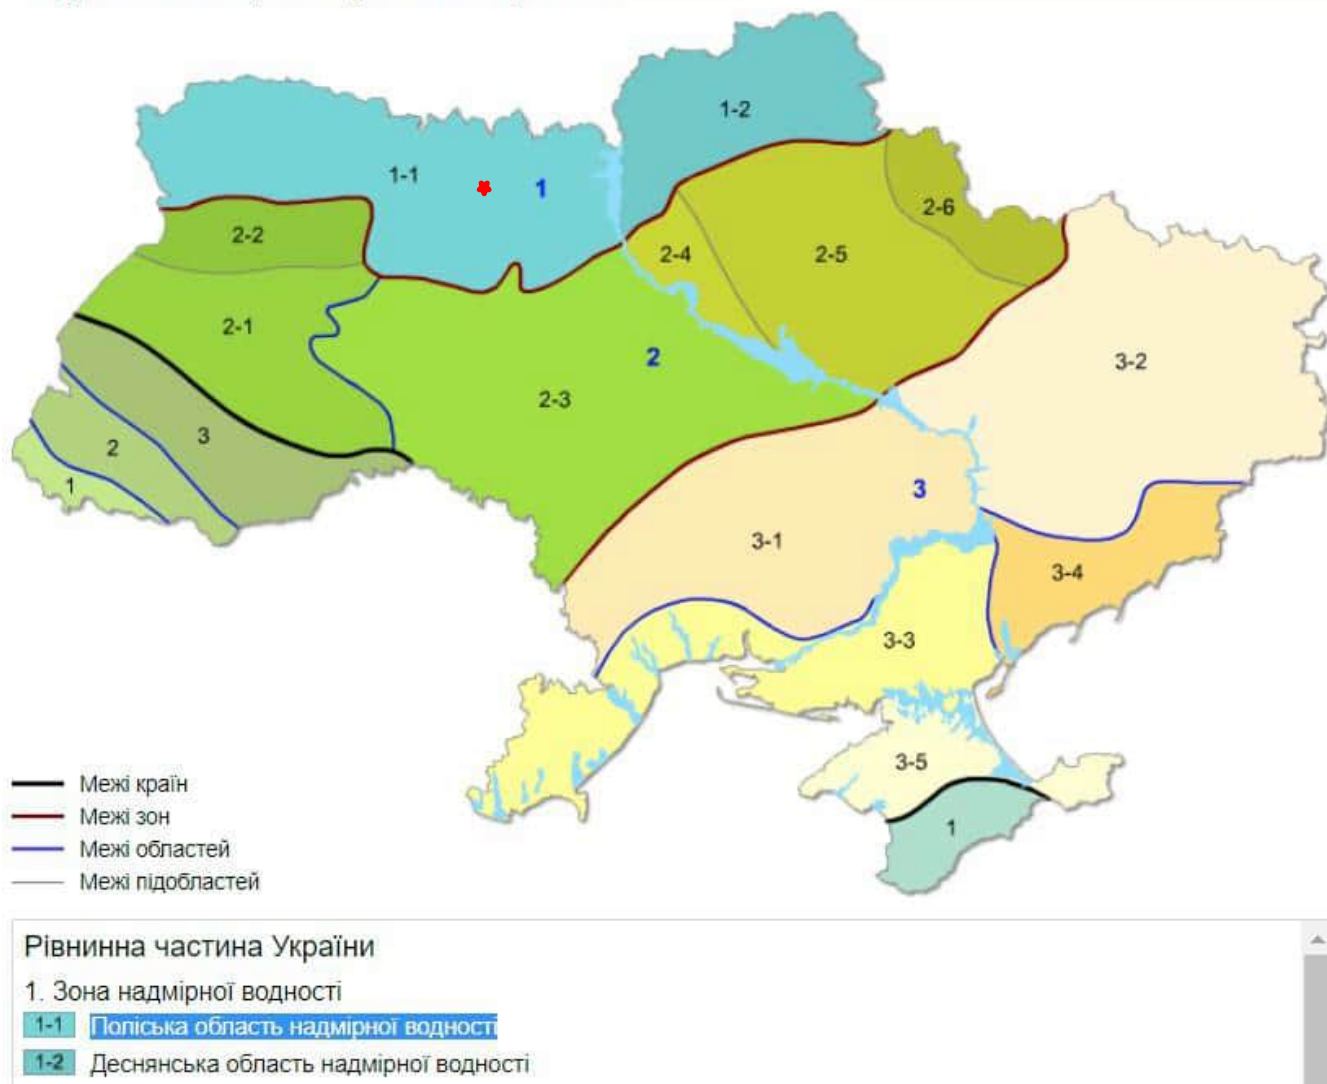 1-2
1-1
1
2-2
2-6
2-4
2-5
2-1
2
3-2
2-3
3
2
1
3
3-1
3-4
3-3
3-5
1
Межі країн
Межі зон
Межі областей
Межі підобластей
Рівнинна частина України
1. Зона надмірної водності
1-1 Поліська область надмірної водності
1-2 Деснянська область надмірної водності